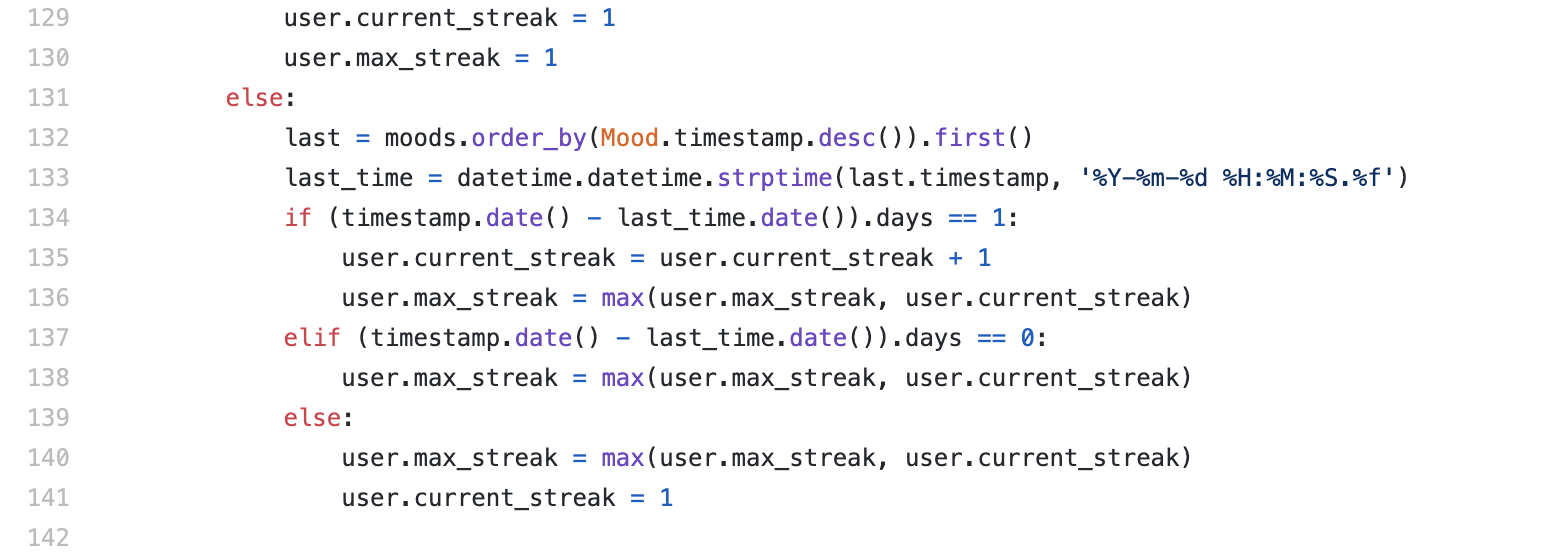 129 user.current_streak = 1
130 user.max_streak = 1
131 else:
132 last = moods.order_by(Mood.timestamp.desc()).first()
133 last_time = datetime.datetime.strptime(last.timestamp, '%Y-%m-%d %H:%M:%S.%f')
134 if (timestamp.date() - last_time.date()).days == 1:
135 user.current_streak = user.current_streak + 1
136 user.max_streak = max(user.max_streak, user.current_streak)
137 elif (timestamp.date() - last_time.date()).days == 0:
138 user.max_streak = max(user.max_streak, user.current_streak)
139 else:
140 user.max_streak = max(user.max_streak, user.current_streak)
141 user.current_streak = 1
142